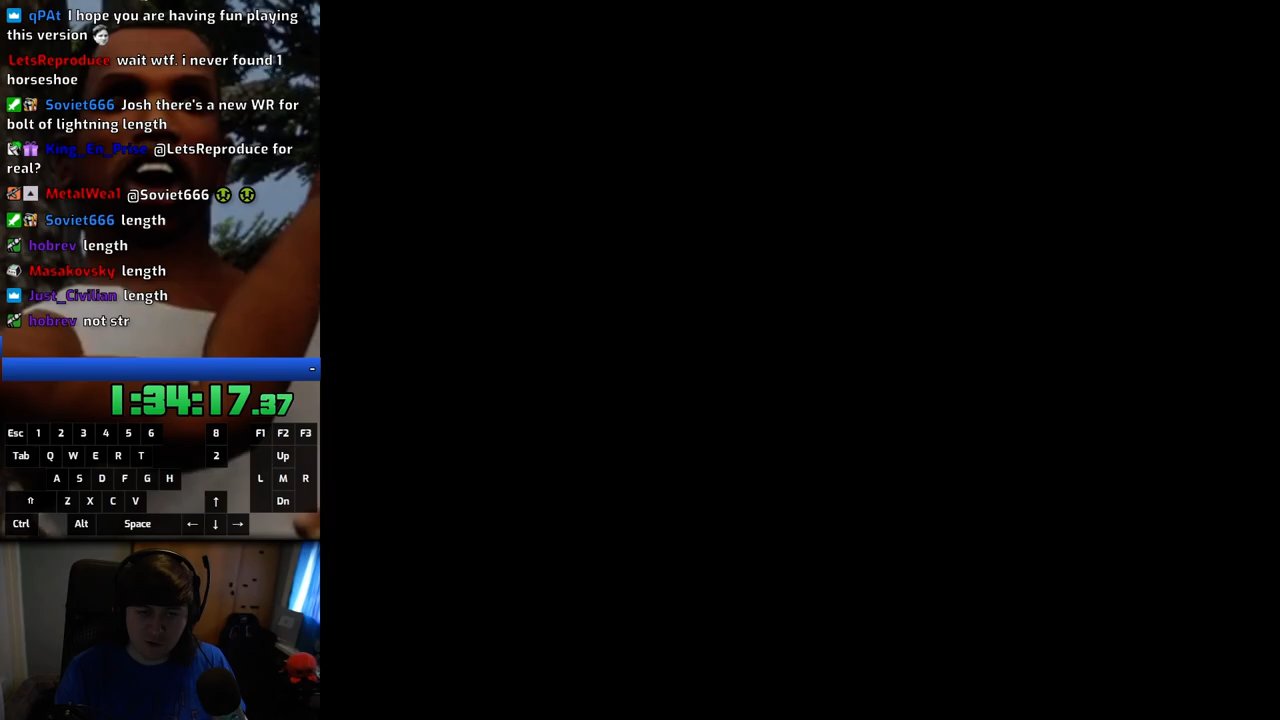 qPAt I hope you are having fun playing
this version
LetsReproduce wait wtf. i never found 1
horseshoe
Soviet666 Josh there's a new WR for
bolt of lightning length
King_En_Prise @LetsReproduce for
real?
MetalWea1 @Soviet666
Soviet666 length
hobrev length
Masakovsky length
Just_Civilian length
hobrev not str
-
1:34:17.37
Esc 1 2 3 4 5 6 8 F1 F2 F3
Tab Q W E R T 2 Up
A S D F G H L M R
⇧ Z X C V ↑ Dn
Ctrl Alt Space ← ↓ →